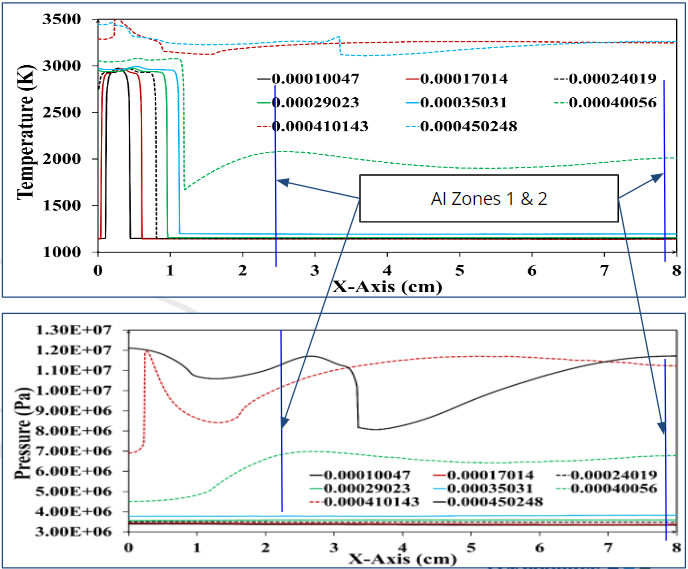 3500
3000
2500
2000
1500
1000
Temperature (K)
0.00010047 0.00017014 0.00024019
0.00029023 0.00035031 0.00040056
0.000410143 0.000450248
AI Zones 1 & 2
0 1 3 4 5 6 7 8
X-Axis (cm)
1.30E+07
1.20E+07
1.10E+07
1.00E+07
9.00E+06
8.00E+06
7.00E+06
6.00E+06
5.00E+06
4.00E+06
3.00E+06
Pressure (Pa)
0.00010047 0.00017014 0.00024019
0.00029023 0.00035031 0.00040056
0.000410143 0.000450248
0 1 2 3 4 5 6 7 8
X-Axis (cm)